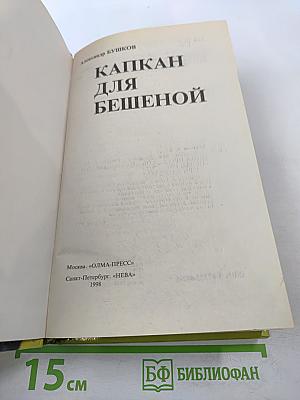 Александр БУШКОВ
КАПКАН
ДЛЯ
БЕШЕНОЙ
Москва. «ОЛМА-ПРЕСС»
Санкт-Петербург. «НЕВА»
1998
15 см
БФ БИБЛИОФАН